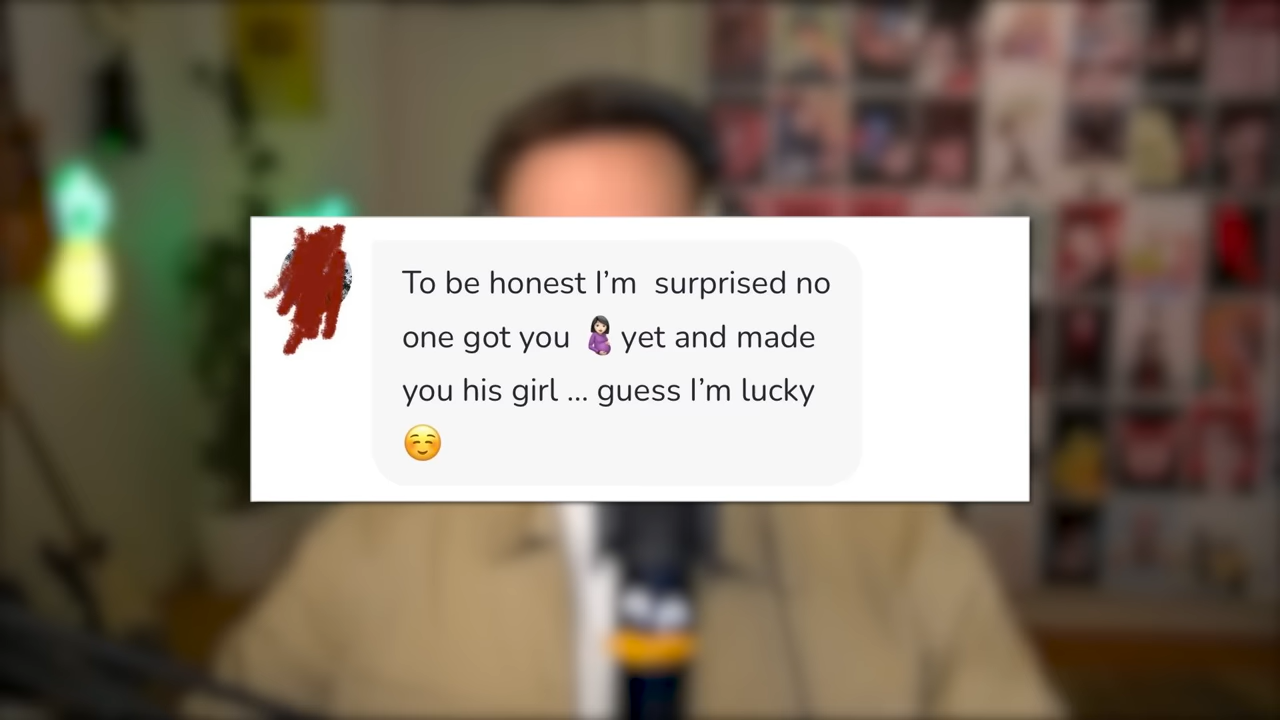 To be honest I’m  surprised no
one got you 🤰🏻 yet and made
you his girl ... guess I’m lucky
☺️